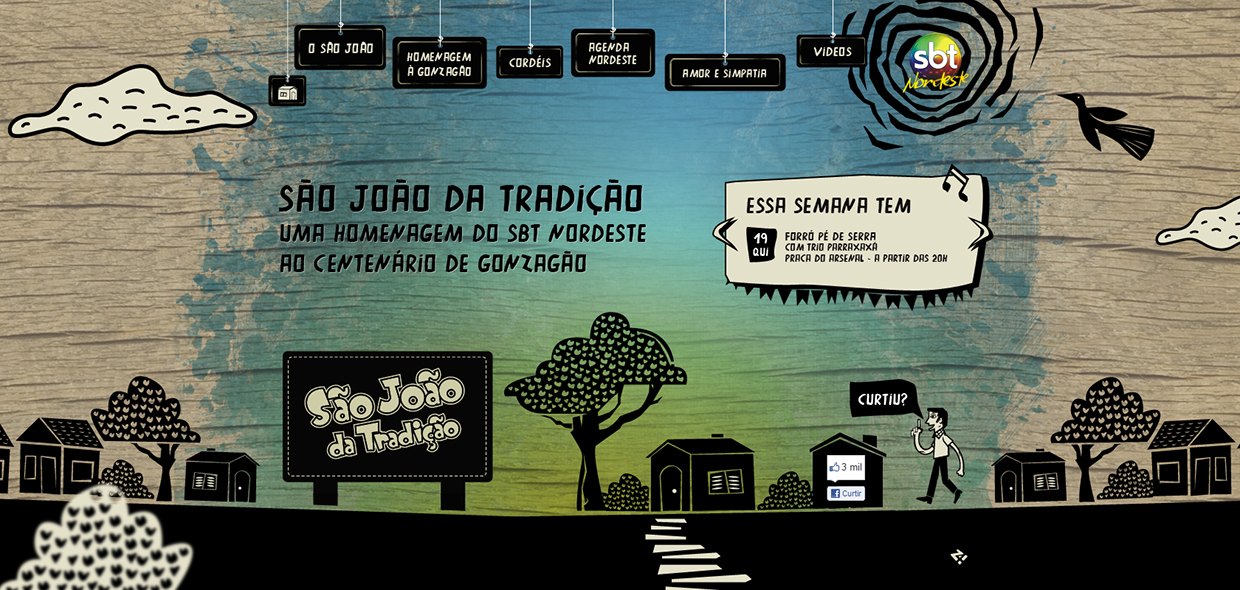 O SÃO JOÃO
HOMENAGEM
À GONZAGÃO
CORDÉIS
AGENDA
NORDESTE
AMOR E SIMPATIA
VÍDEOS
sbt
Nordeste
SÃO JOÃO DA TRADIÇÃO
UMA HOMENAGEM DO SBT NORDESTE
AO CENTENÁRIO DE GONZAGÃO
ESSA SEMANA TEM
19
QUI
FORRÓ PÉ DE SERRA
COM TRIO PARRAXAXÁ
PRAÇA DO ARSENAL - A PARTIR DAS 20H
São João
da Tradição
CURTIU?
3 mil
Curtir
Z!